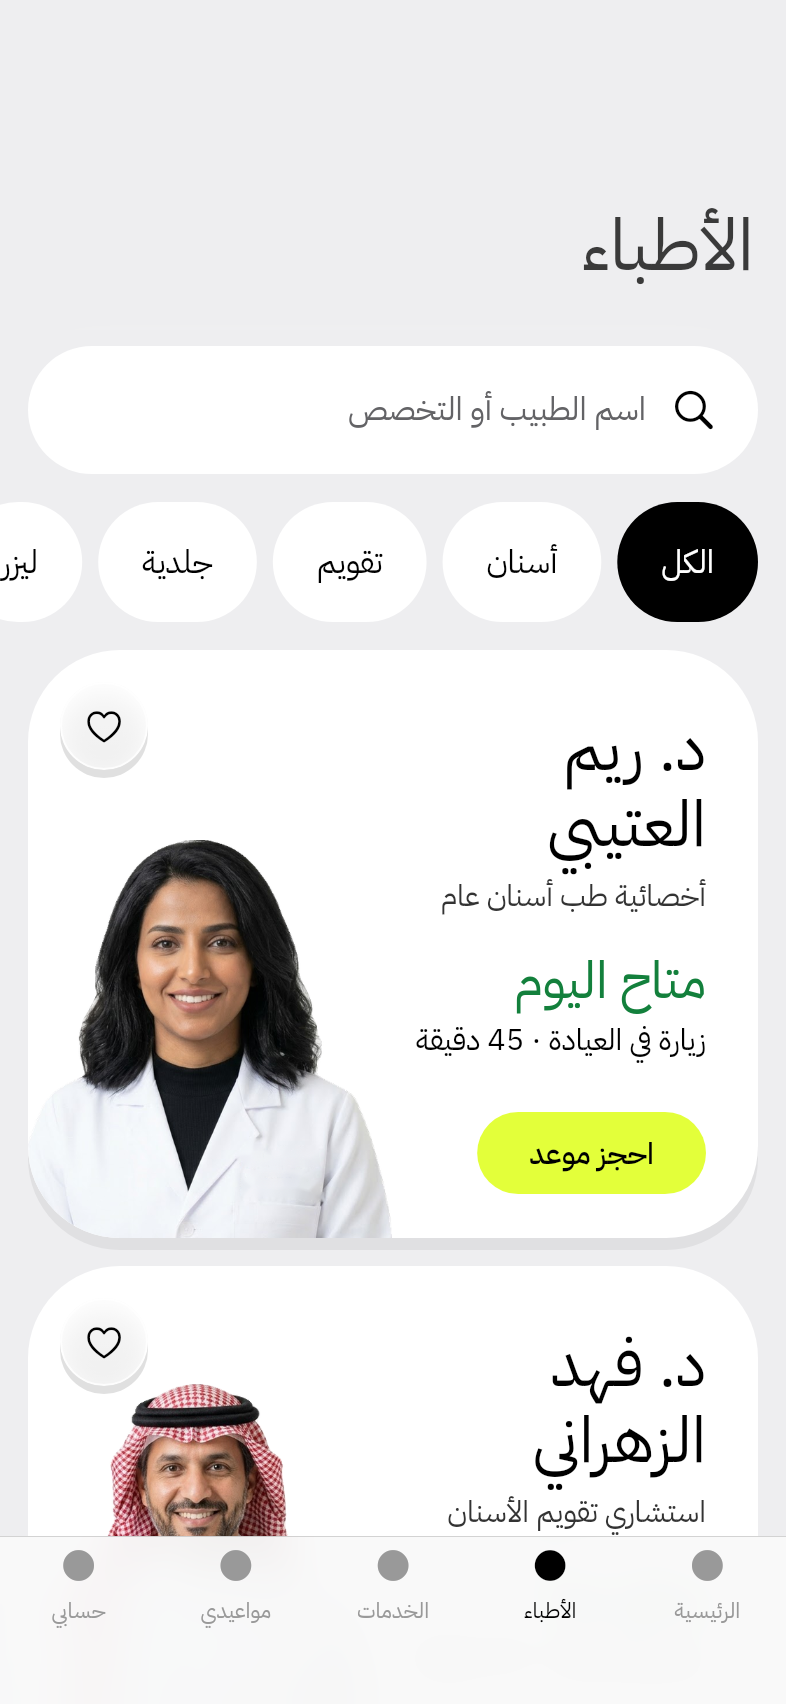 الأطباء
اسم الطبيب أو التخصص
الكل
أسنان
تقويم
جلدية
ليزر
د. ريم
العتيبي
أخصائية طب أسنان عام
متاح اليوم
زيارة في العيادة · 45 دقيقة
احجز موعد
د. فهد
الزهراني
استشاري تقويم الأسنان
الرئيسية
الأطباء
الخدمات
مواعيدي
حسابي